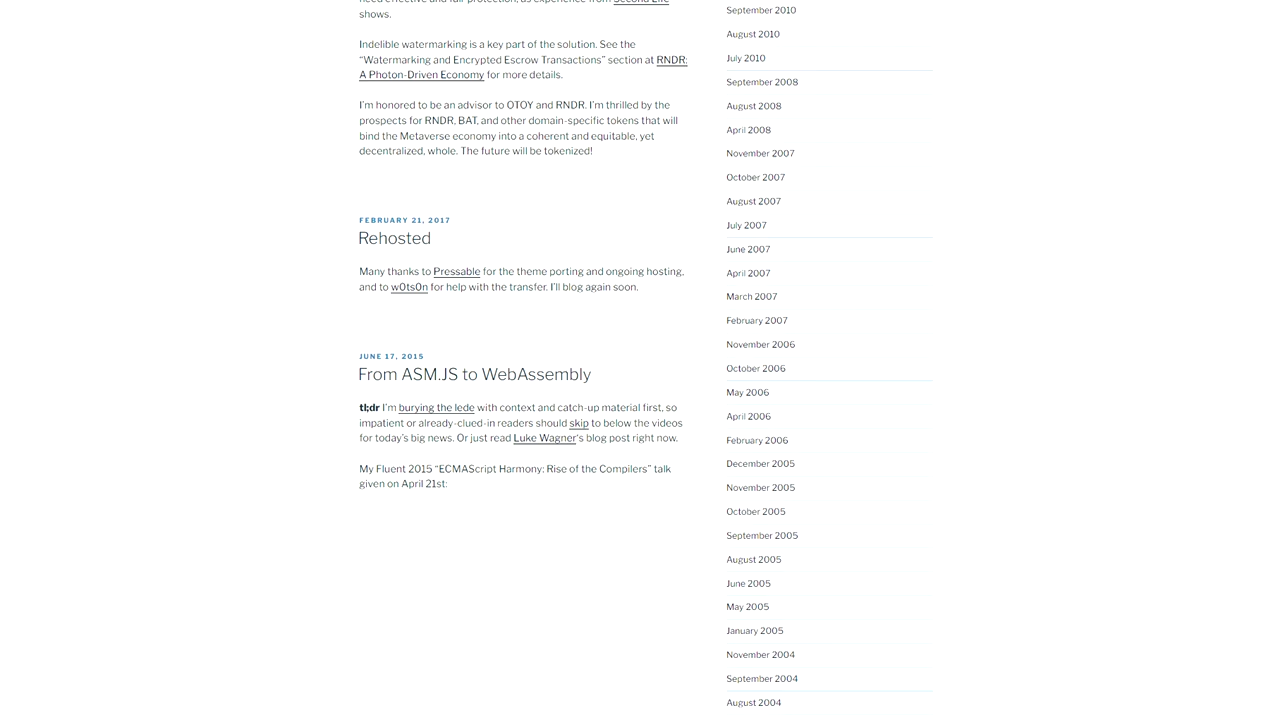 need effective and fair protection, as experience from Second Life
shows.
Indelible watermarking is a key part of the solution. See the
“Watermarking and Encrypted Escrow Transactions” section at RNDR:
A Photon-Driven Economy for more details.
I’m honored to be an advisor to OTOY and RNDR. I’m thrilled by the
prospects for RNDR, BAT, and other domain-specific tokens that will
bind the Metaverse economy into a coherent and equitable, yet
decentralized, whole. The future will be tokenized!
FEBRUARY 21, 2017
Rehosted
Many thanks to Pressable for the theme porting and ongoing hosting,
and to w0ts0n for help with the transfer. I’ll blog again soon.
JUNE 17, 2015
From ASM.JS to WebAssembly
tl;dr I’m burying the lede with context and catch-up material first, so
impatient or already-clued-in readers should skip to below the videos
for today’s big news. Or just read Luke Wagner‘s blog post right now.
My Fluent 2015 “ECMAScript Harmony: Rise of the Compilers” talk
given on April 21st:
September 2010
August 2010
July 2010
September 2008
August 2008
April 2008
November 2007
October 2007
August 2007
July 2007
June 2007
April 2007
March 2007
February 2007
November 2006
October 2006
May 2006
April 2006
February 2006
December 2005
November 2005
October 2005
September 2005
August 2005
June 2005
May 2005
January 2005
November 2004
September 2004
August 2004